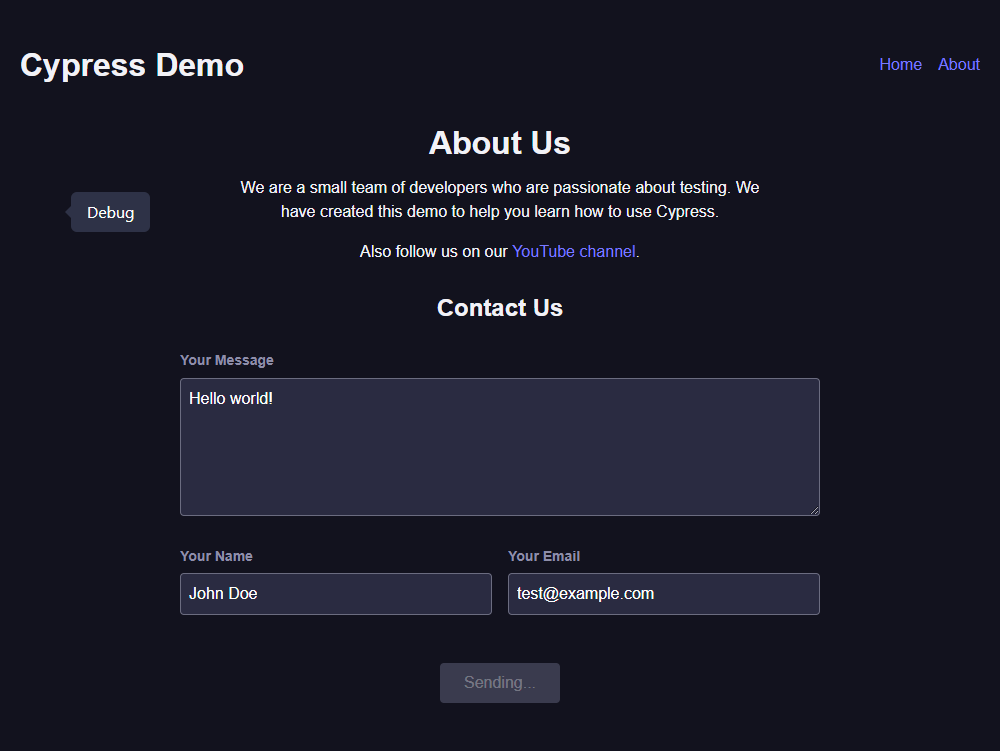 Cypress Demo
Home About
About Us
We are a small team of developers who are passionate about testing. We
have created this demo to help you learn how to use Cypress.
Debug
Also follow us on our YouTube channel.
Contact Us
Your Message
Hello world!
Your Name
Your Email
John Doe
test@example.com
Sending...